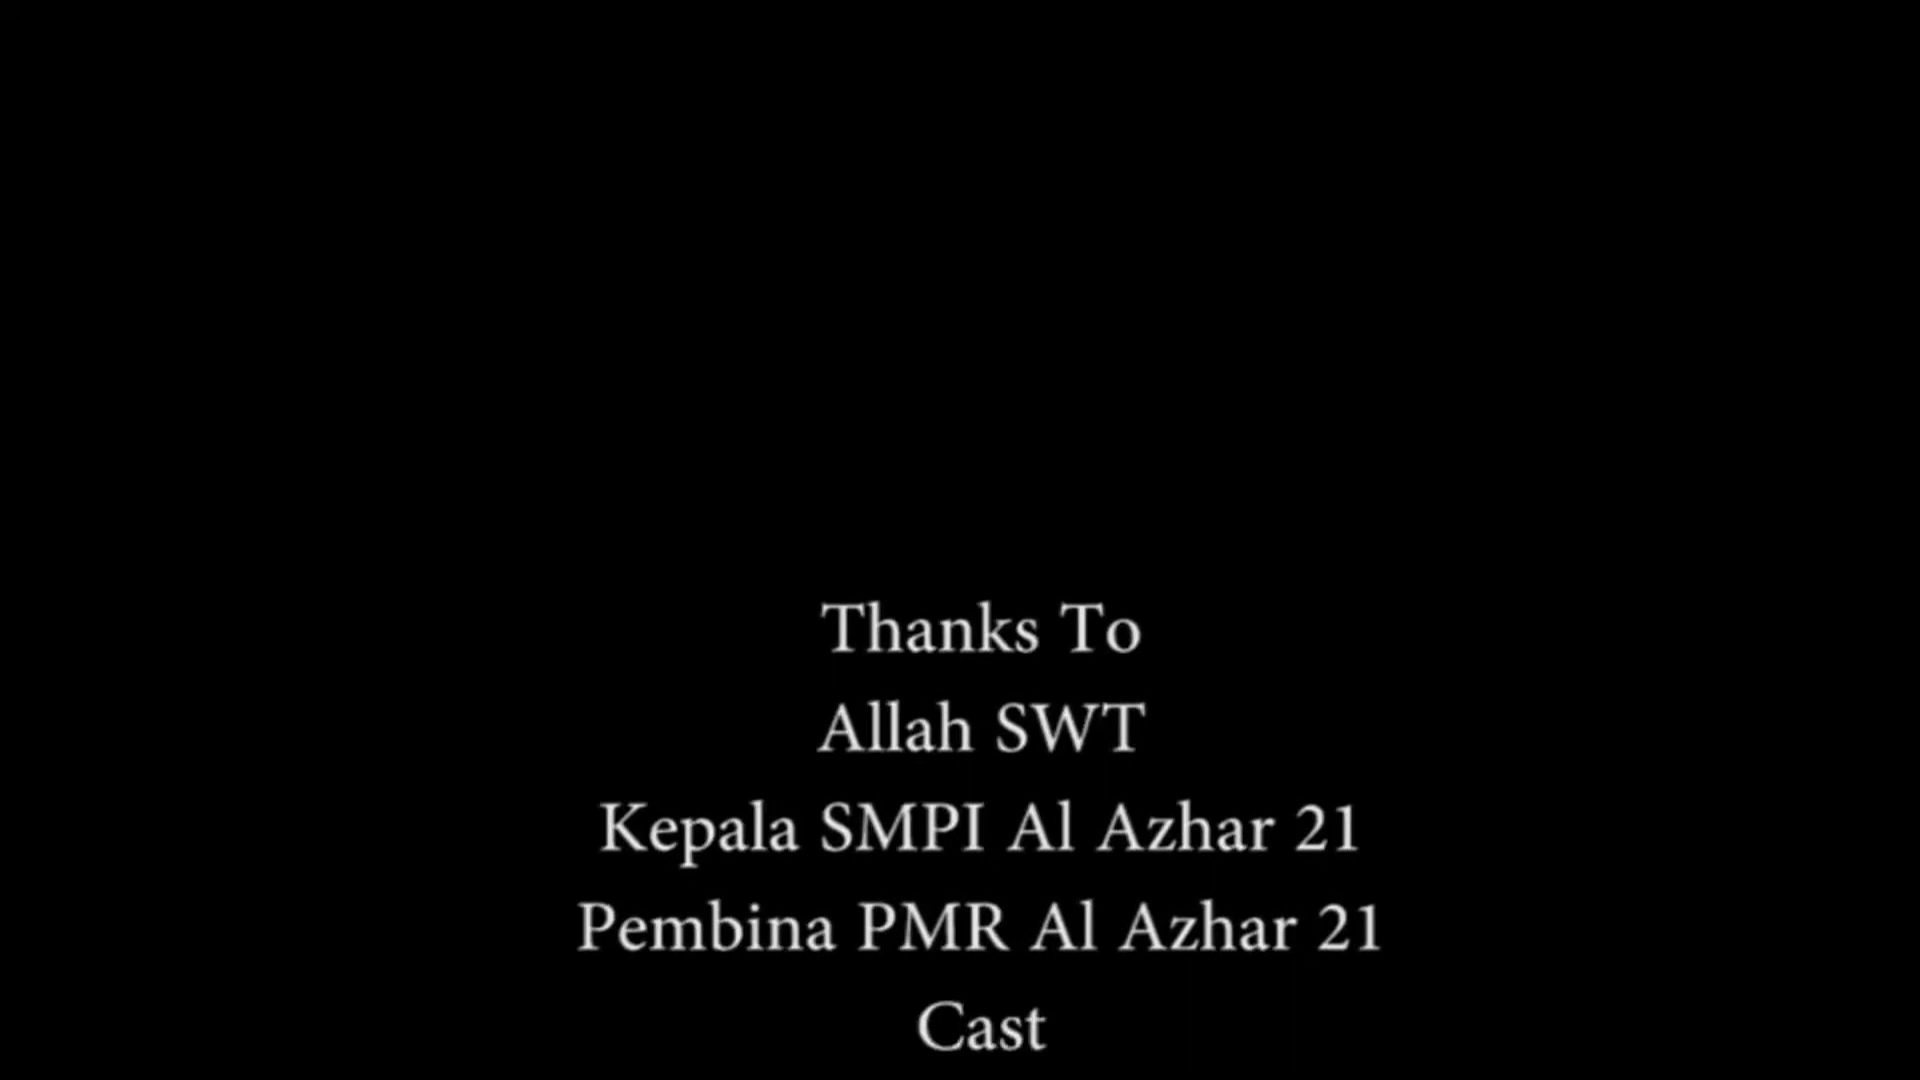 Thanks To
Allah SWT
Kepala SMPI Al Azhar 21
Pembina PMR Al Azhar 21
Cast